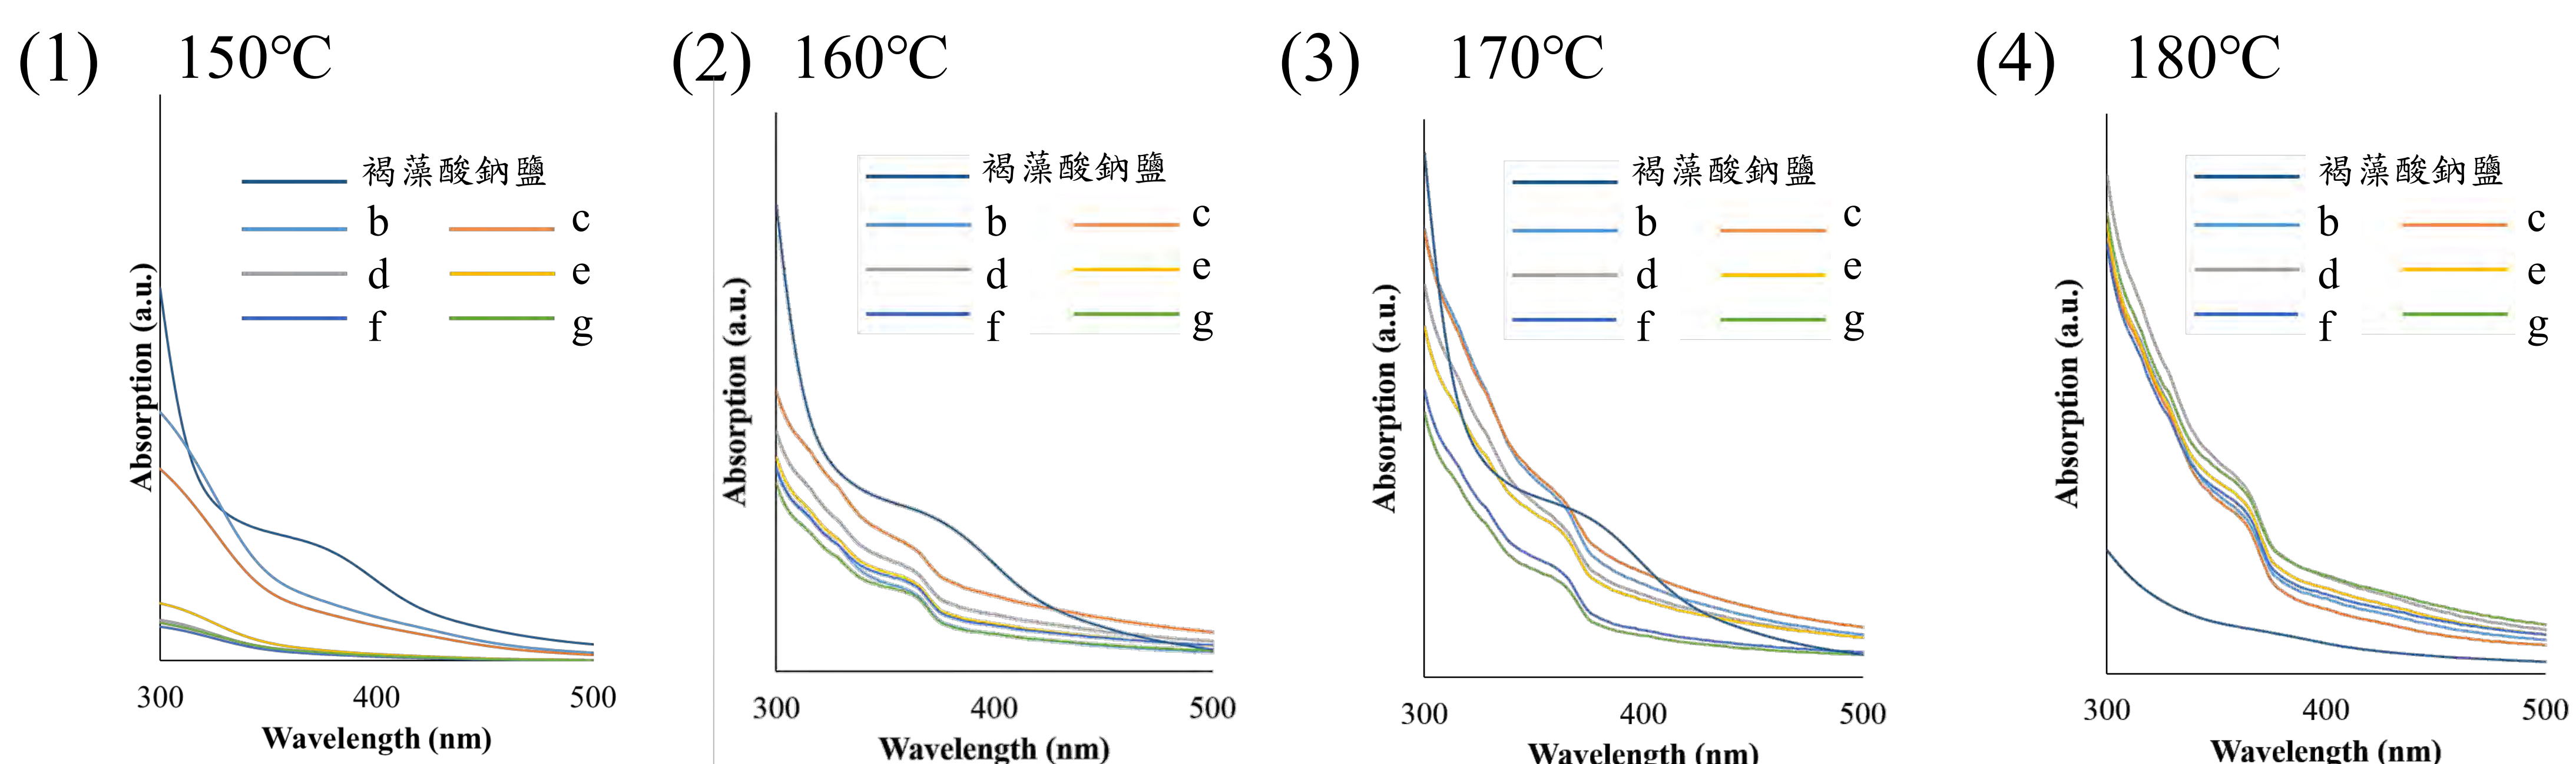 (1) 150℃
褐藻酸鈉鹽
b c
d e
f g
Absorption (a.u.)
300 400 500
Wavelength (nm)
(2) 160℃
褐藻酸鈉鹽
b c
d e
f g
Absorption (a.u.)
300 400 500
Wavelength (nm)
(3) 170℃
褐藻酸鈉鹽
b c
d e
f g
Absorption (a.u.)
300 400 500
Wavelength (nm)
(4) 180℃
褐藻酸鈉鹽
b c
d e
f g
Absorption (a.u.)
300 400 500
Wavelength (nm)